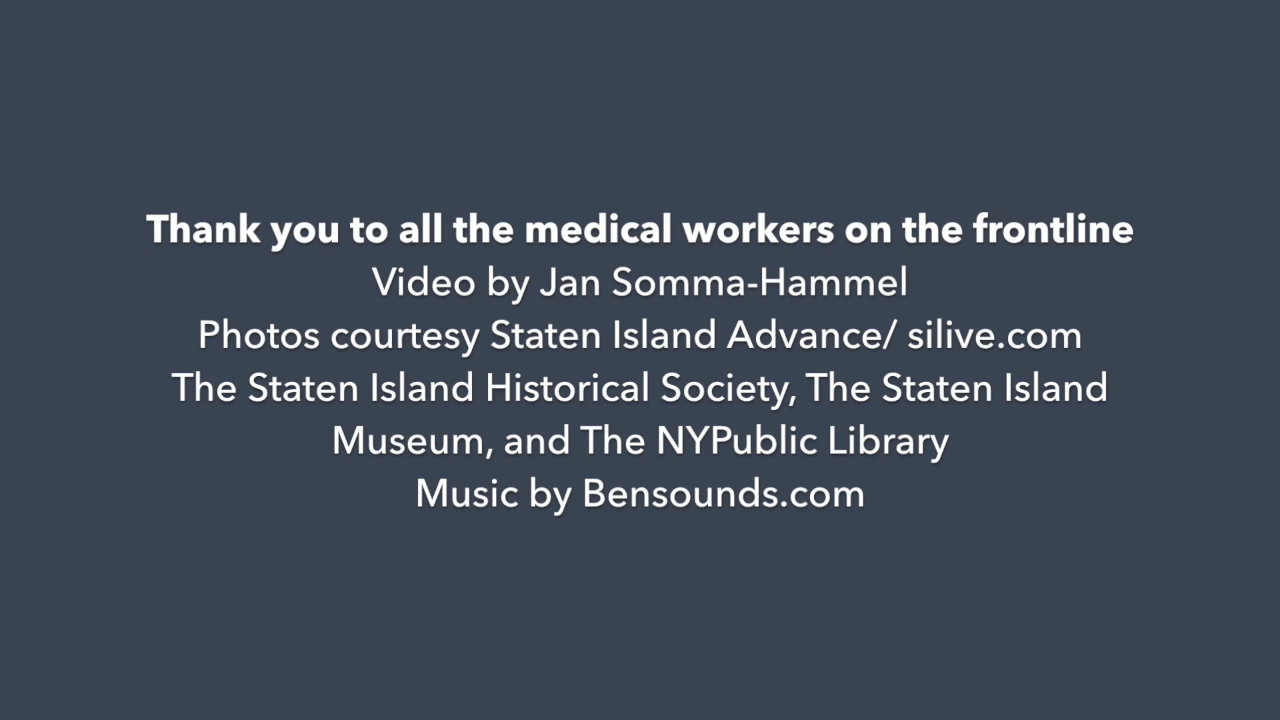 Thank you to all the medical workers on the frontline
Video by Jan Somma-Hammel
Photos courtesy Staten Island Advance/ silive.com
The Staten Island Historical Society, The Staten Island
Museum, and The NYPublic Library
Music by Bensounds.com